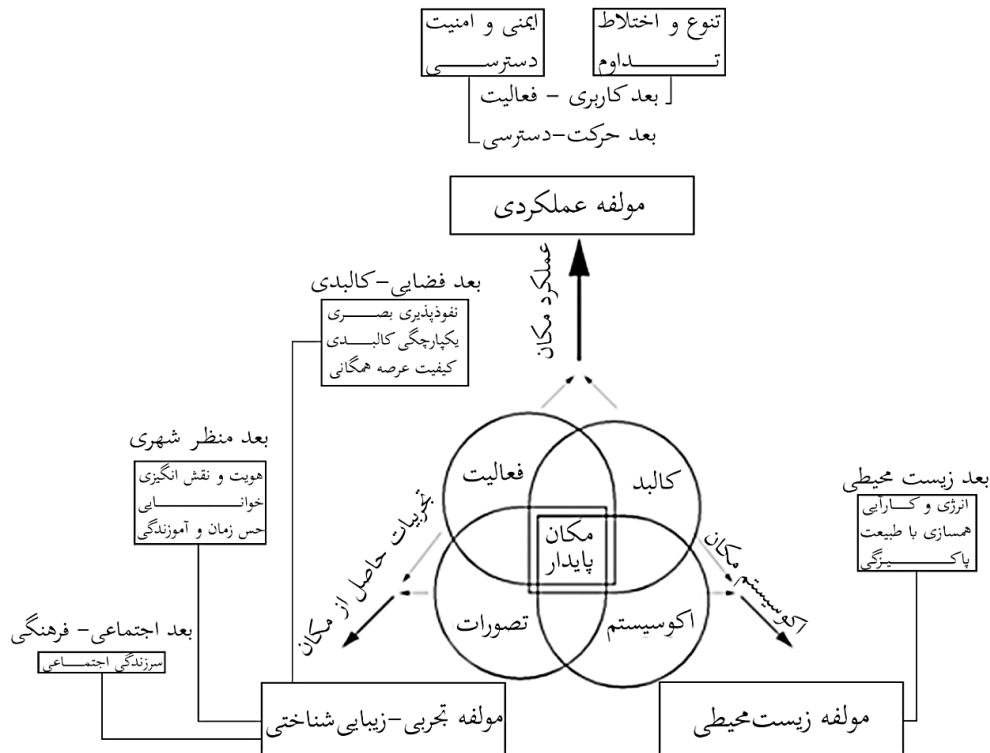 تنوع و اختلاط
تداوم
ایمنی و امنیت
دسترسی
بعد کاربری - فعالیت
بعد حرکت-دسترسی
مولفه عملکردی
عملکرد مکان
بعد فضایی-کالبدی
نفوذپذیری بصری
یکپارچگی کالبدی
کیفیت عرصه همگانی
بعد منظر شهری
هویت و نقش انگیزی
خوانایی
حس زمان و آموزندگی
بعد اجتماعی- فرهنگی
سرزندگی اجتماعی
کالبد
فعالیت
مکان
پایدار
اکوسیستم
تصورات
اکوسیستم مکان
تجربیات حاصل از مکان
بعد زیست محیطی
انرژی و کارآیی
همسازی با طبیعت
پاکیزگی
مولفه زیست‌محیطی
مولفه تجربی-زیبایی‌شناختی